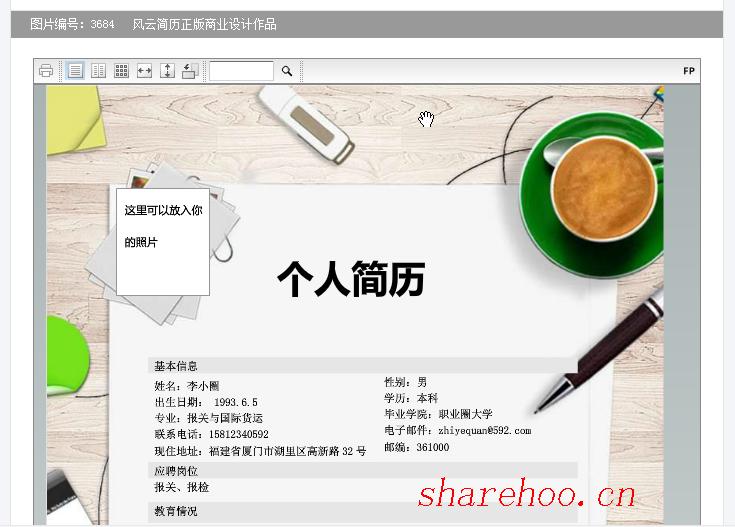 图片编号：3684 风云简历正版商业设计作品
FP
这里可以放入你
的照片
个人简历
基本信息
姓名：李小圈
性别：男
出生日期： 1993.6.5
学历：本科
专业：报关与国际货运
毕业学院：职业圈大学
联系电话：15812340592
电子邮件：zhiyequan@592.com
现住地址：福建省厦门市湖里区高新路 32 号
邮编：361000
应聘岗位
报关、报检
教育情况
sharehoo.cn